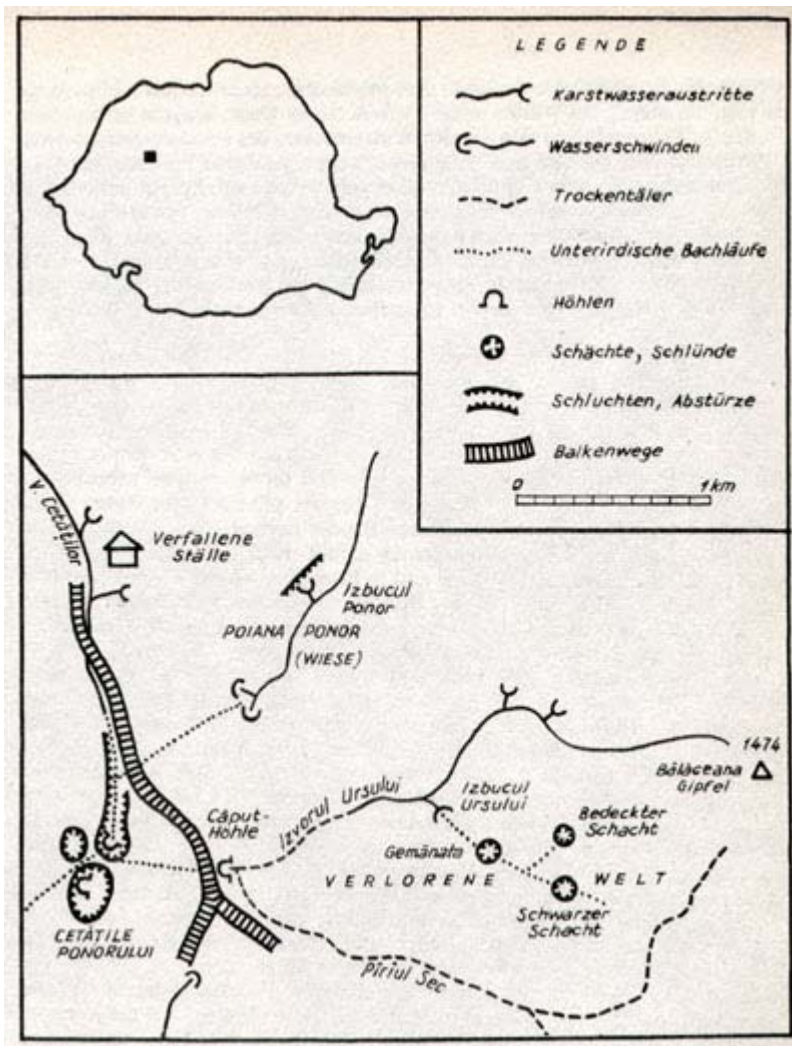 LEGENDE
Karstwasseraustritte
Wasserschwinden
Trockentäler
Unterirdische Bachläufe
Höhlen
Schächte, Schlünde
Schluchten, Abstürze
Balkenwege
0 1km
V. Cetăţilor
Verfallene
Ställe
Izbucul
Ponor
POIANA PONOR
(WIESE)
1474
Bălăceana
Gipfel
Izbucul
Ursului
Izvorul Ursului
Căput-
Höhle
Bedeckter
Schacht
Gemănata
VERLORENE WELT
Schwarzer
Schacht
CETĂŢILE
PONORULUI
Pîrîul Sec